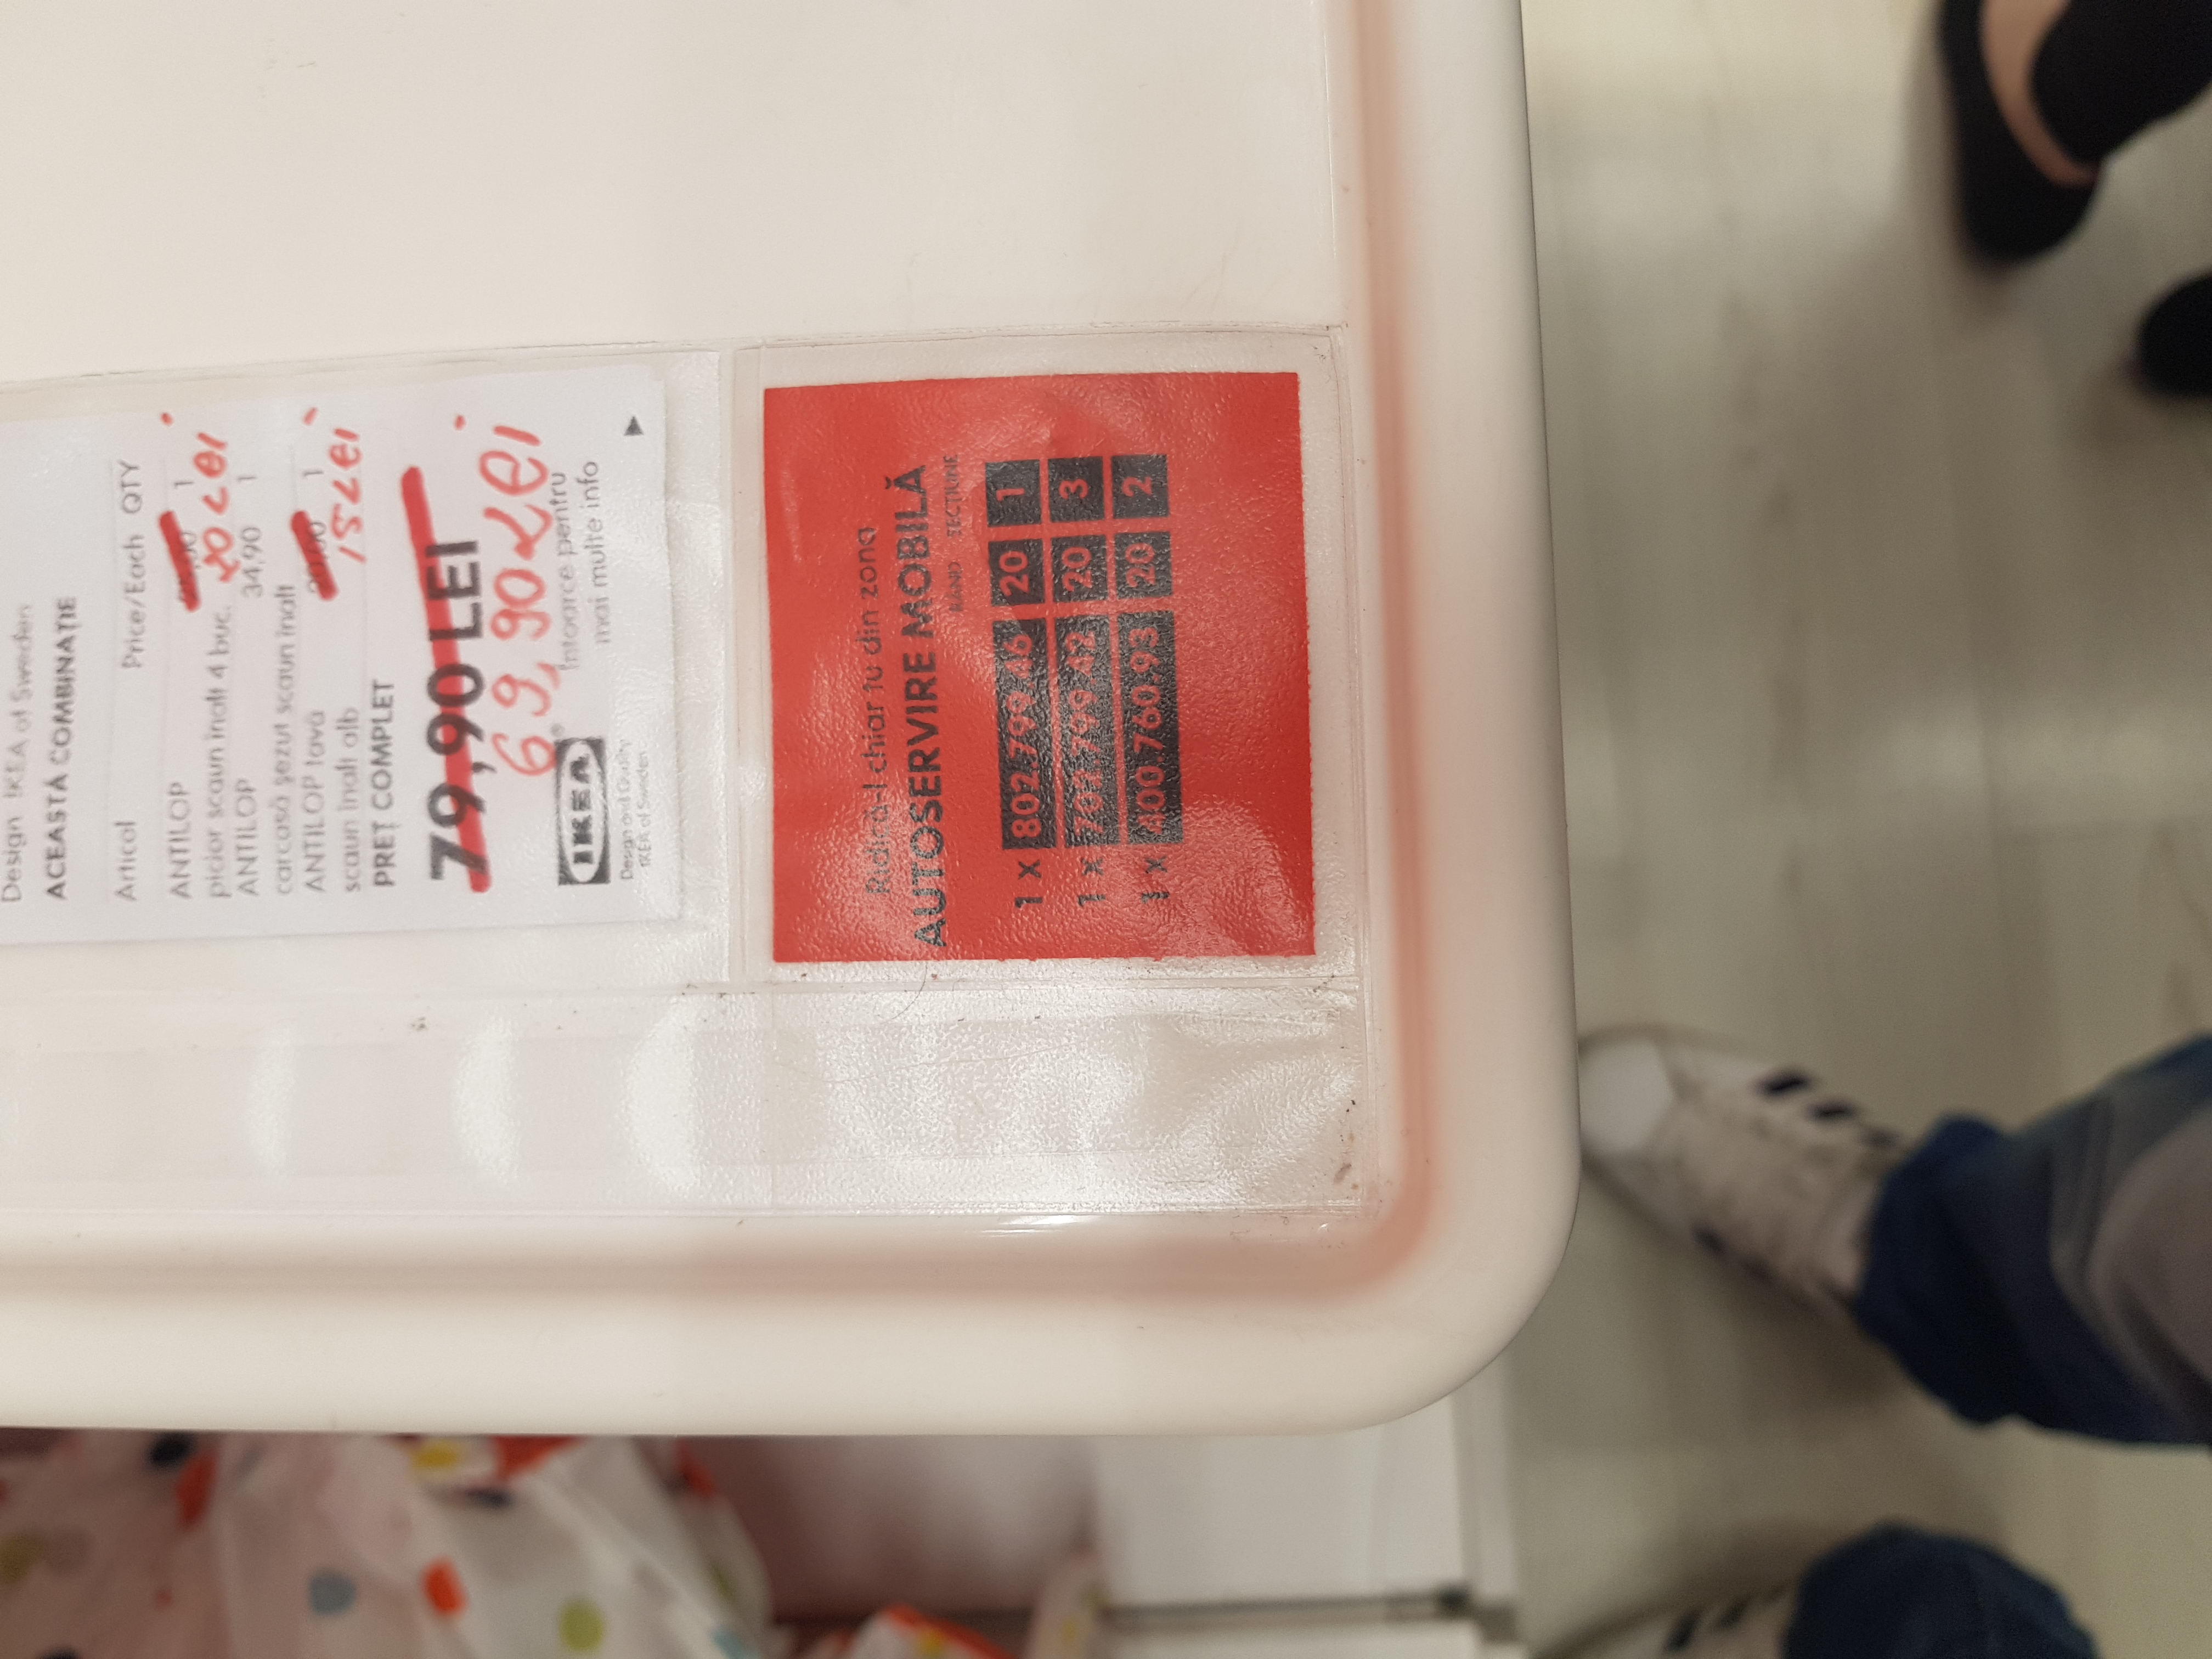 Design IKEA of Sweden
ACEASTĂ COMBINAȚIE
Articol Price/Each QTY
ANTILOP 1
picior scaun înalt 4 buc. 20 Lei
ANTILOP 34,90 1
carcasă șezut scaun înalt
ANTILOP tavă 1
scaun înalt alb 15 Lei
PREȚ COMPLET
79,90 LEI
69,90 Lei
IKEA®
Design and Quality
IKEA of Sweden
Întoarce pentru
mai multe info
Ridică-l chiar tu din zona
AUTOSERVIRE MOBILĂ
RÂND SECȚIUNE
1 x 802.799.46 20 1
1 x 702.799.42 20 3
1 x 400.760.93 20 2